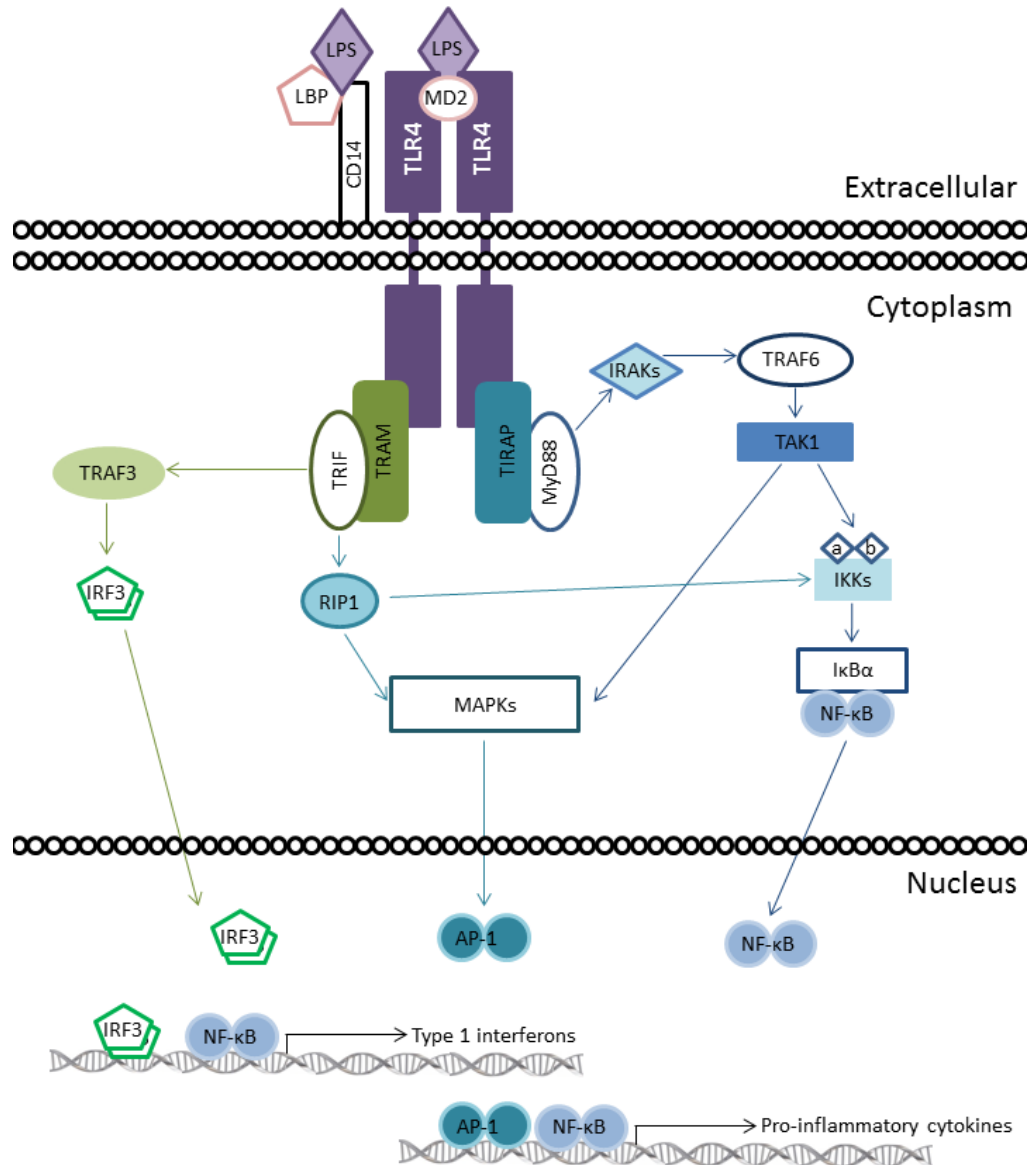 LPS
LPS
LBP
MD2
CD14
TLR4
TLR4
Extracellular
Cytoplasm
IRAKs
TRAF6
TRAM
TIRAP
TRIF
MyD88
TAK1
TRAF3
a b
IKKs
IRF3
RIP1
IκBα
MAPKs
NF-κB
Nucleus
IRF3
AP-1
NF-κB
IRF3
NF-κB
Type 1 interferons
AP-1
NF-κB
Pro-inflammatory cytokines